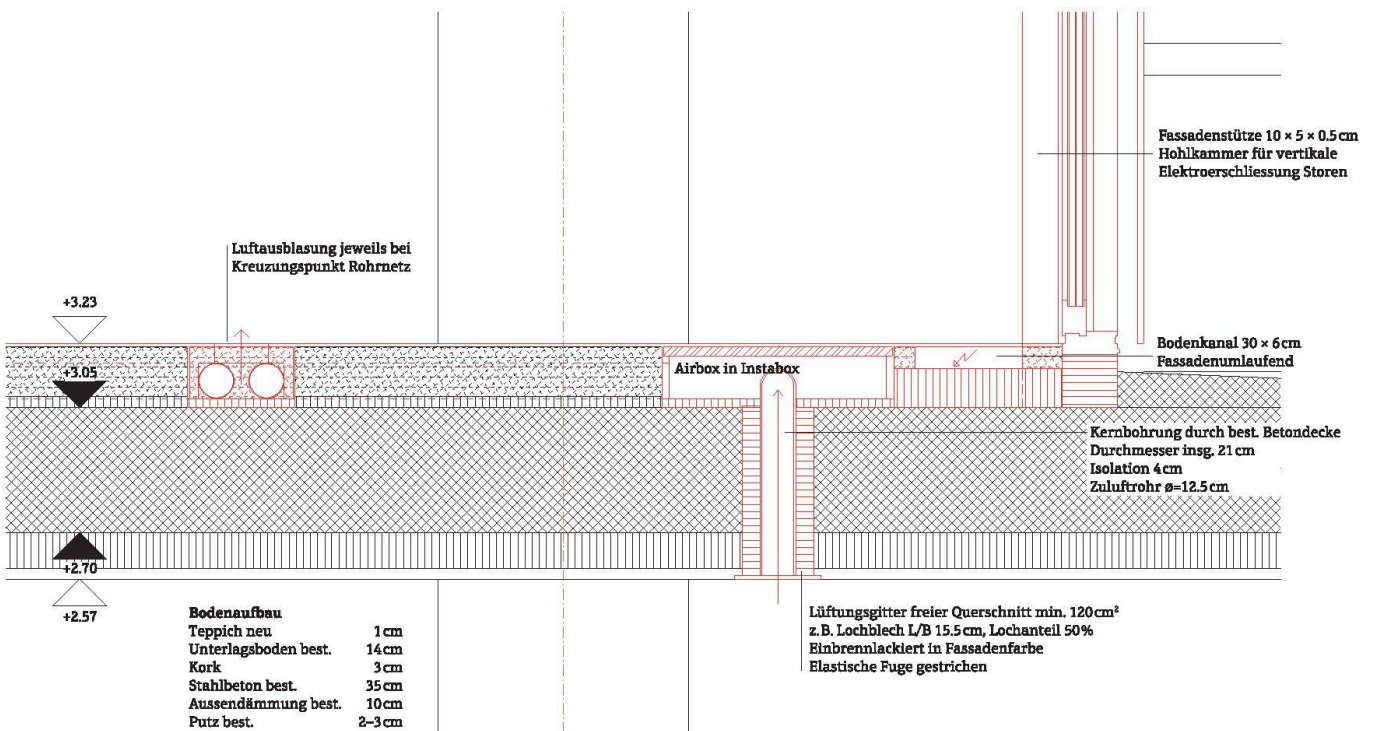 Fassadenstütze 10 × 5 × 0.5 cm
Hohlkammer für vertikale
Elektroerschliessung Storen
Luftausblasung jeweils bei
Kreuzungspunkt Rohrnetz
+3.23
Bodenkanal 30 × 6 cm
Fassadenumlaufend
+3.05
Airbox in Instabox
Kernbohrung durch best. Betondecke
Durchmesser insg. 21 cm
Isolation 4 cm
Zuluftrohr ø=12.5 cm
+2.70
+2.57
Bodenaufbau
Teppich neu 1 cm
Unterlagsboden best. 14 cm
Kork 3 cm
Stahlbeton best. 35 cm
Aussendämmung best. 10 cm
Putz best. 2–3 cm
Lüftungsgitter freier Querschnitt min. 120 cm²
z. B. Lochblech L/B 15.5 cm, Lochanteil 50%
Einbrennlackiert in Fassadenfarbe
Elastische Fuge gestrichen